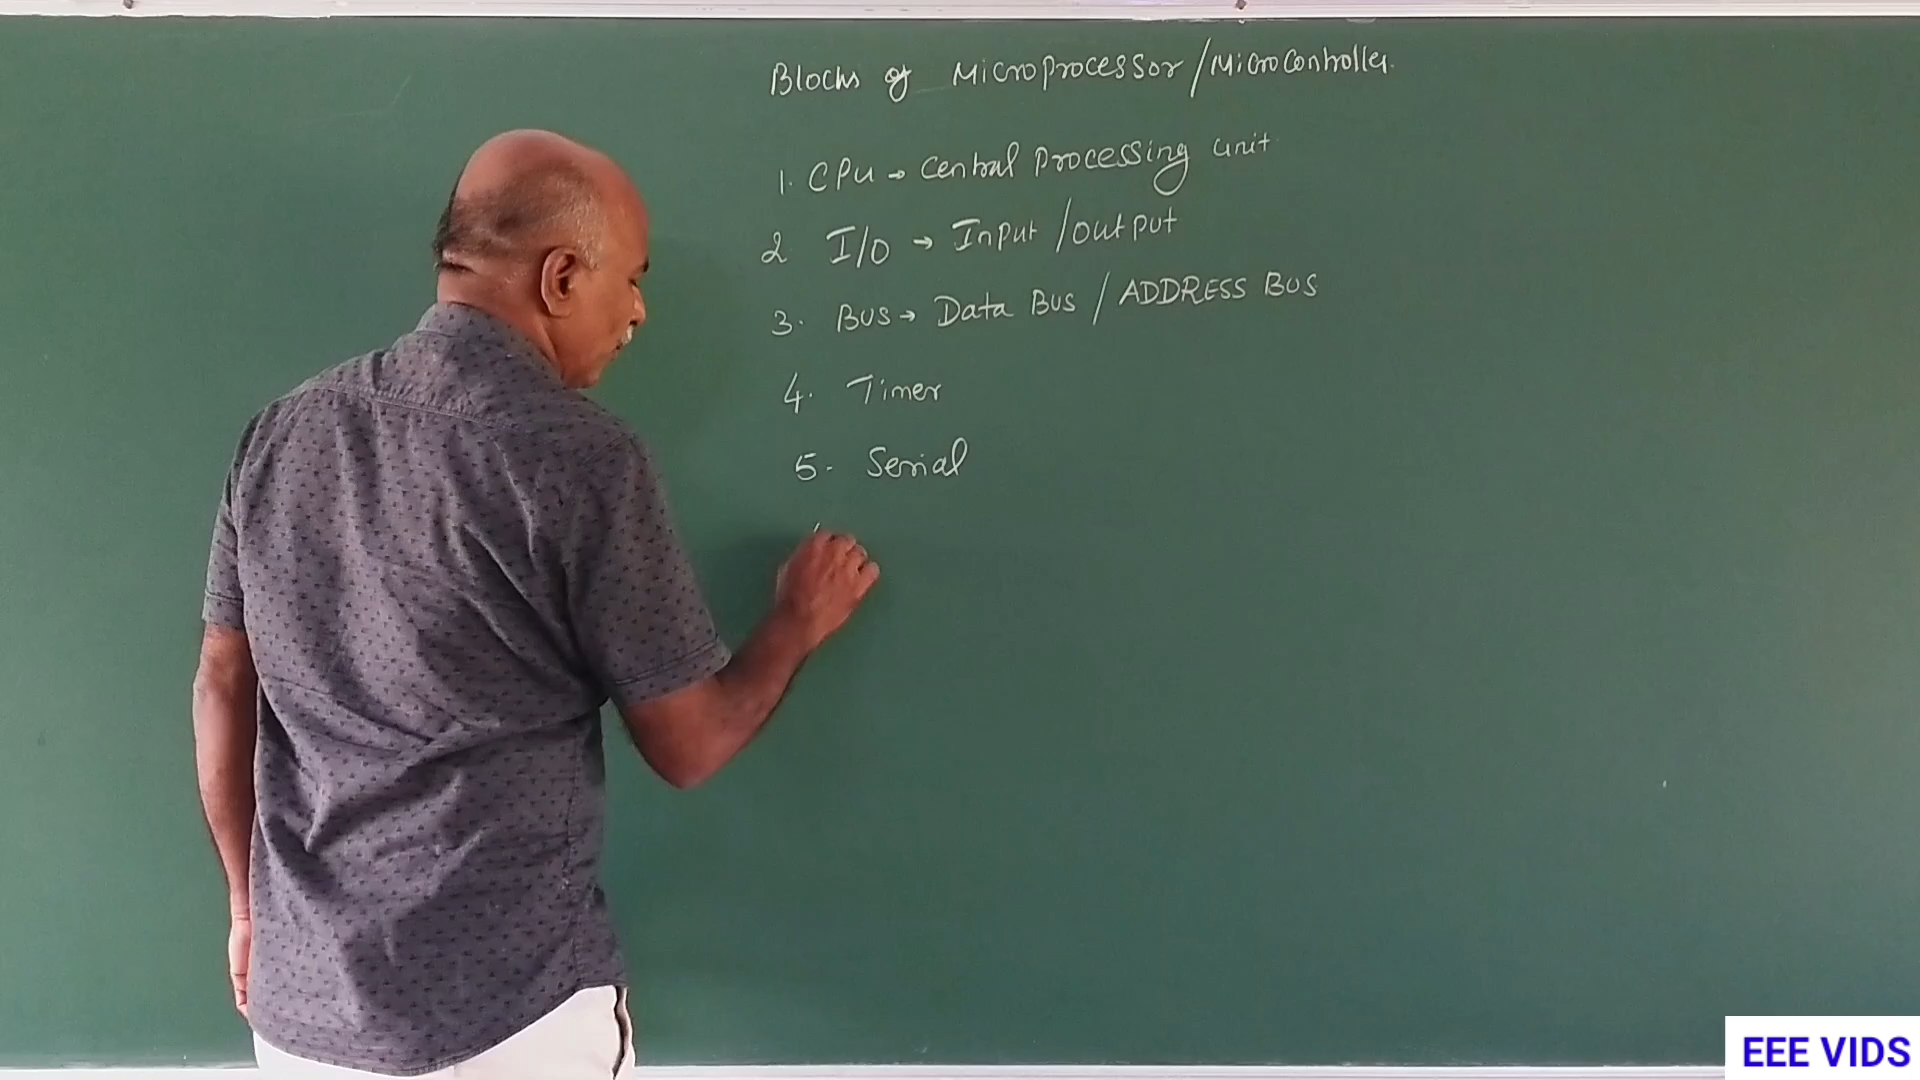 Blocks of Microprocessor/MicroController.
1. CPU → Central Processing unit
2 I/O → Input /output
3. Bus → Data Bus / ADDRESS BUS
4. Timer
5. Serial
EEE VIDS